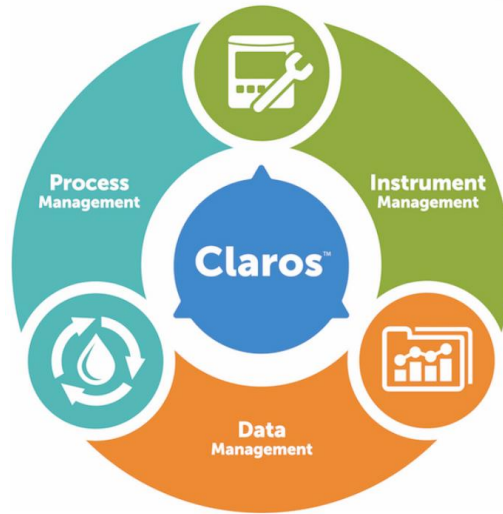 Process
Management
Instrument
Management
Claros™
Data
Management